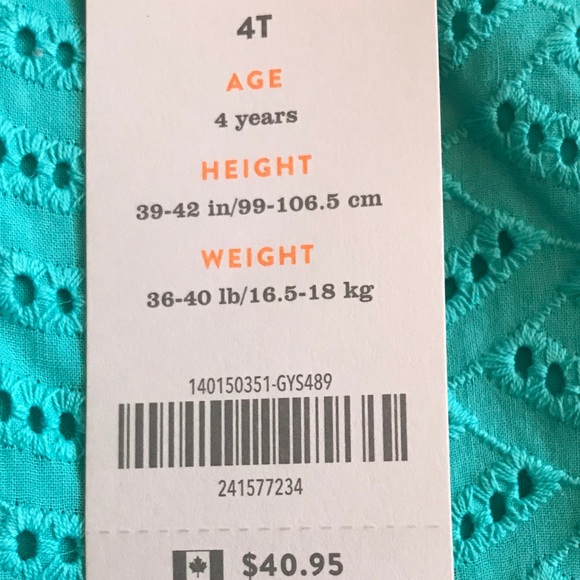 4T
AGE
4 years
HEIGHT
39-42 in/99-106.5 cm
WEIGHT
36-40 lb/16.5-18 kg
140150351-GYS489
241577234
$40.95